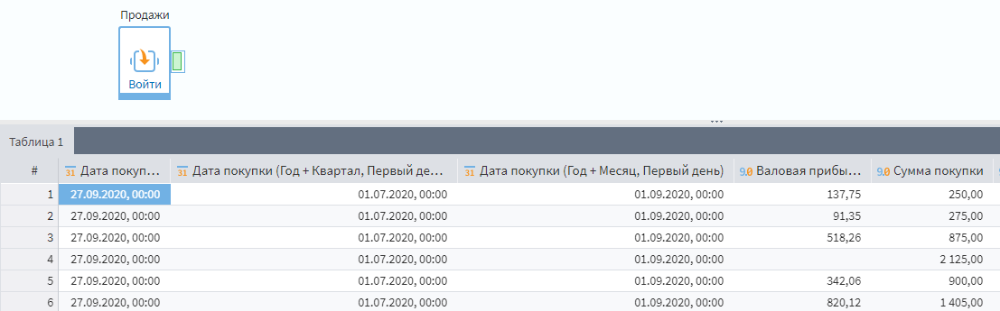 Продажи
Войти
Таблица 1
# 31 Дата покуп... 31 Дата покупки (Год + Квартал, Первый де... 31 Дата покупки (Год + Месяц, Первый день) 9.0 Валовая прибы... 9.0 Сумма покупки
1 27.09.2020, 00:00 01.07.2020, 00:00 01.09.2020, 00:00 137,75 250,00
2 27.09.2020, 00:00 01.07.2020, 00:00 01.09.2020, 00:00 91,35 275,00
3 27.09.2020, 00:00 01.07.2020, 00:00 01.09.2020, 00:00 518,26 875,00
4 27.09.2020, 00:00 01.07.2020, 00:00 01.09.2020, 00:00 2 125,00
5 27.09.2020, 00:00 01.07.2020, 00:00 01.09.2020, 00:00 342,06 900,00
6 27.09.2020, 00:00 01.07.2020, 00:00 01.09.2020, 00:00 820,12 1 405,00